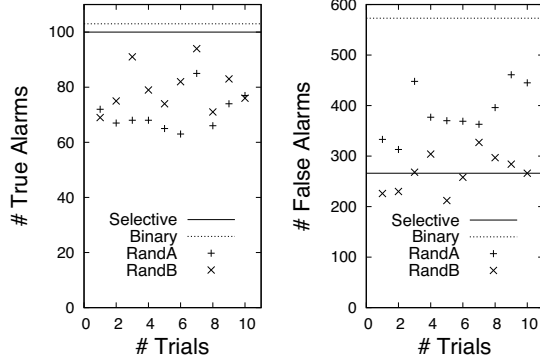 # True Alarms
100
80
60
40
20
0
Selective
Binary
RandA
RandB
0 2 4 6 8 10
# Trials
# False Alarms
600
500
400
300
200
100
0
Selective
Binary
RandA
RandB
0 2 4 6 8 10
# Trials